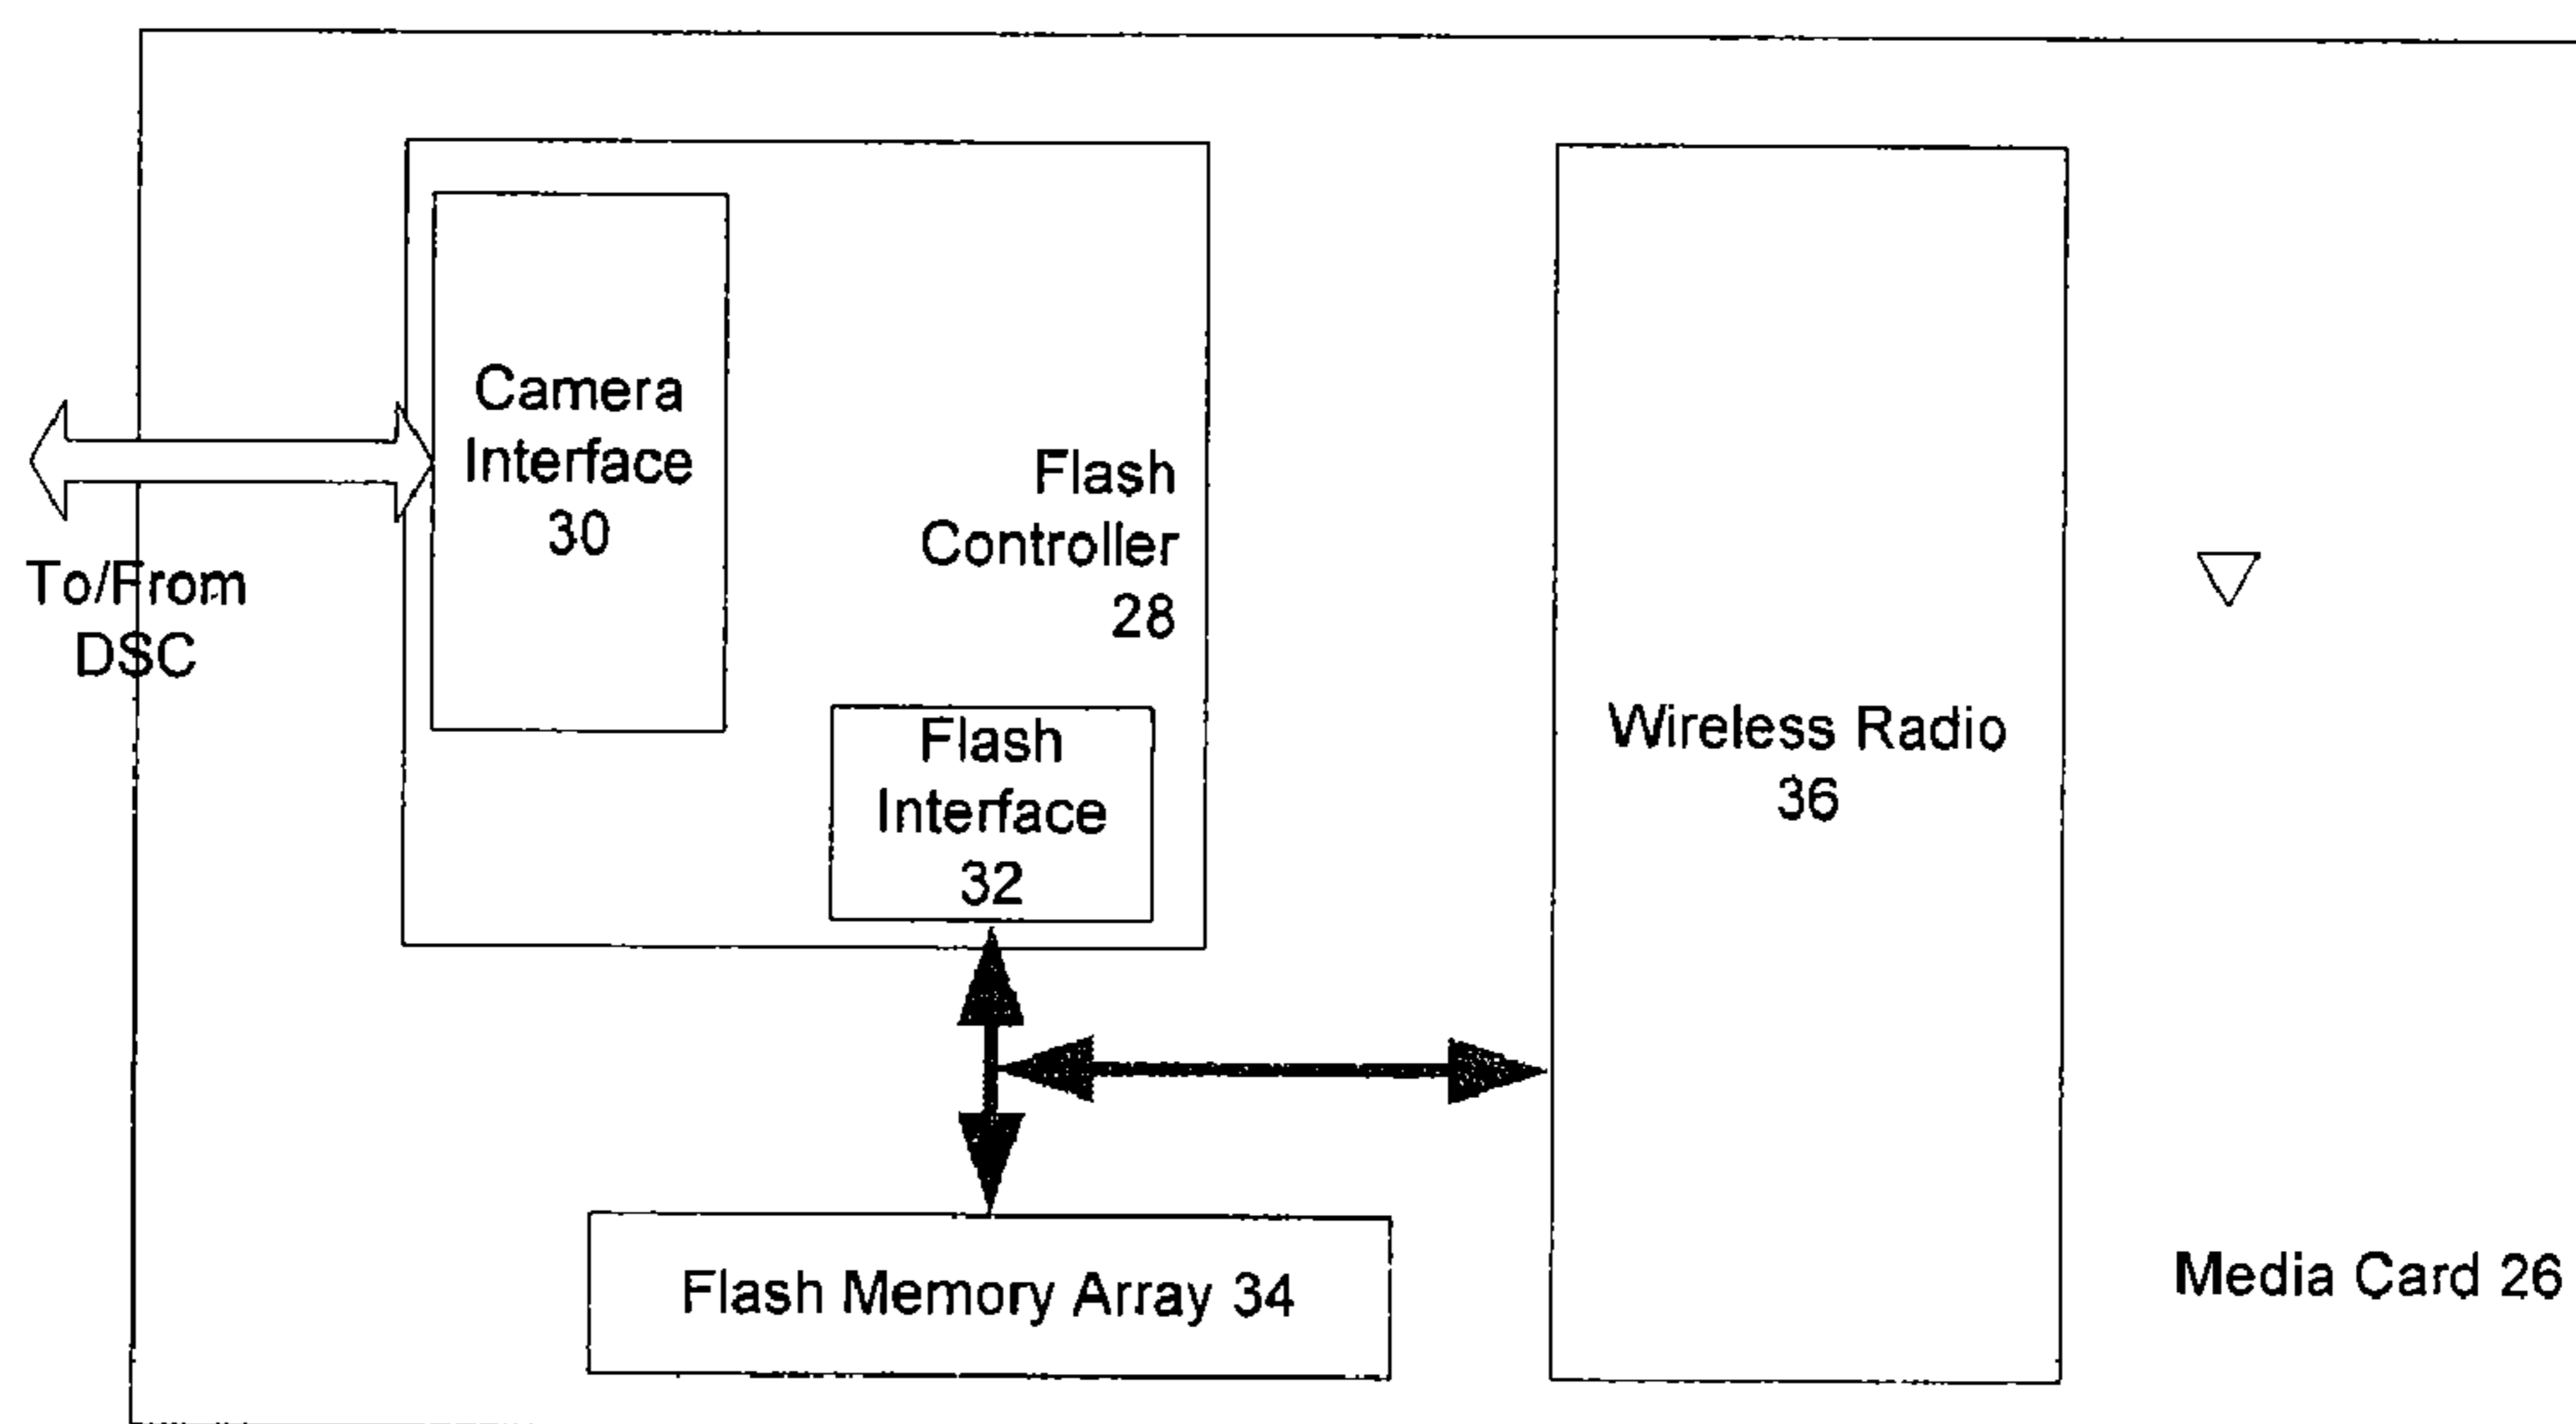 Camera
Interface
30
Flash
Controller
28
To/From
DSC
Flash
Interface
32
Wireless Radio
36
Flash Memory Array 34
Media Card 26